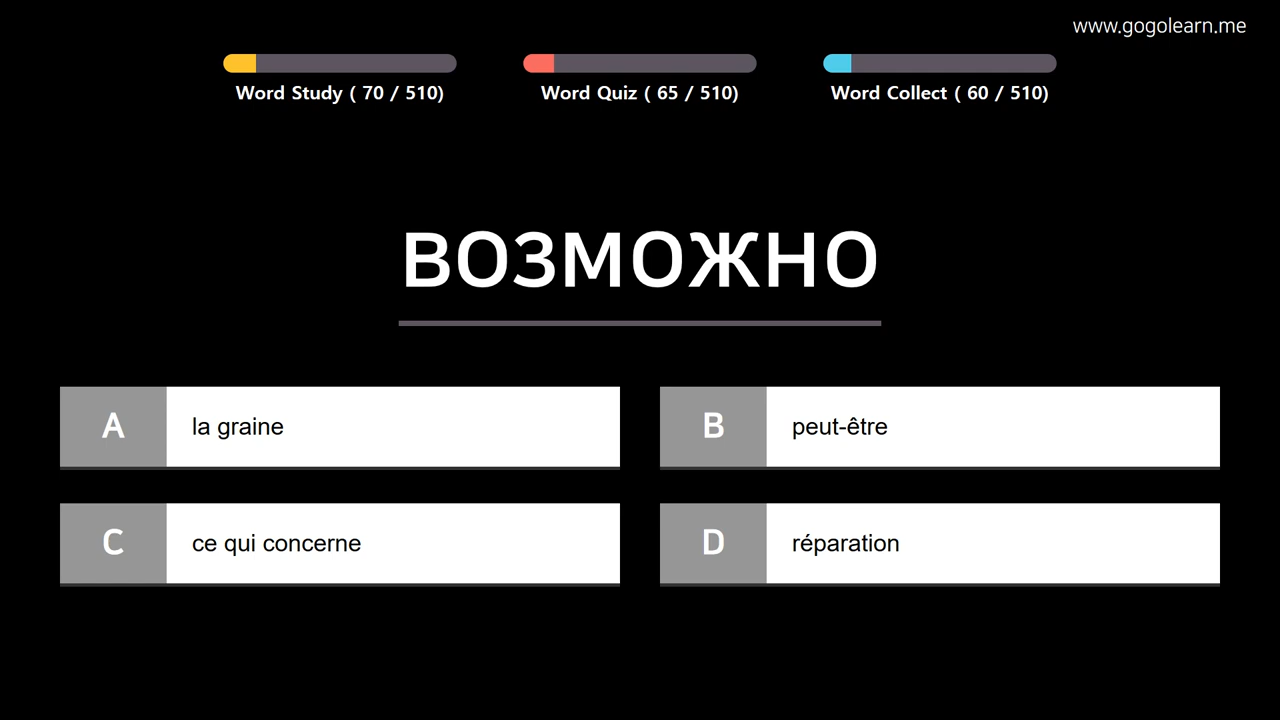 www.gogolearn.me
Word Study ( 70 / 510)
Word Quiz ( 65 / 510)
Word Collect ( 60 / 510)
возможно
A la graine
B peut-être
C ce qui concerne
D réparation